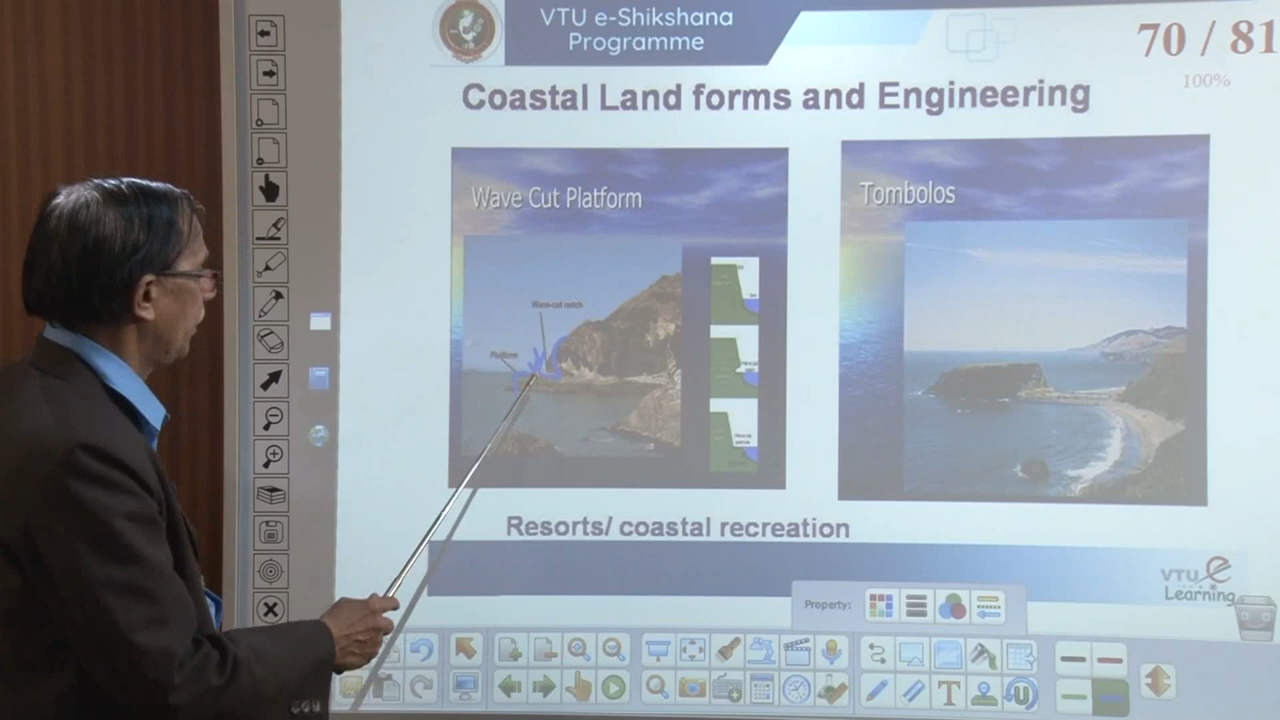 VTU e-Shikshana
Programme
70 / 81
100%
Coastal Land forms and Engineering
Wave Cut Platform
Wave-cut notch
Platform
Tombolos
Resorts/ coastal recreation
VTU e
Learning
Property: